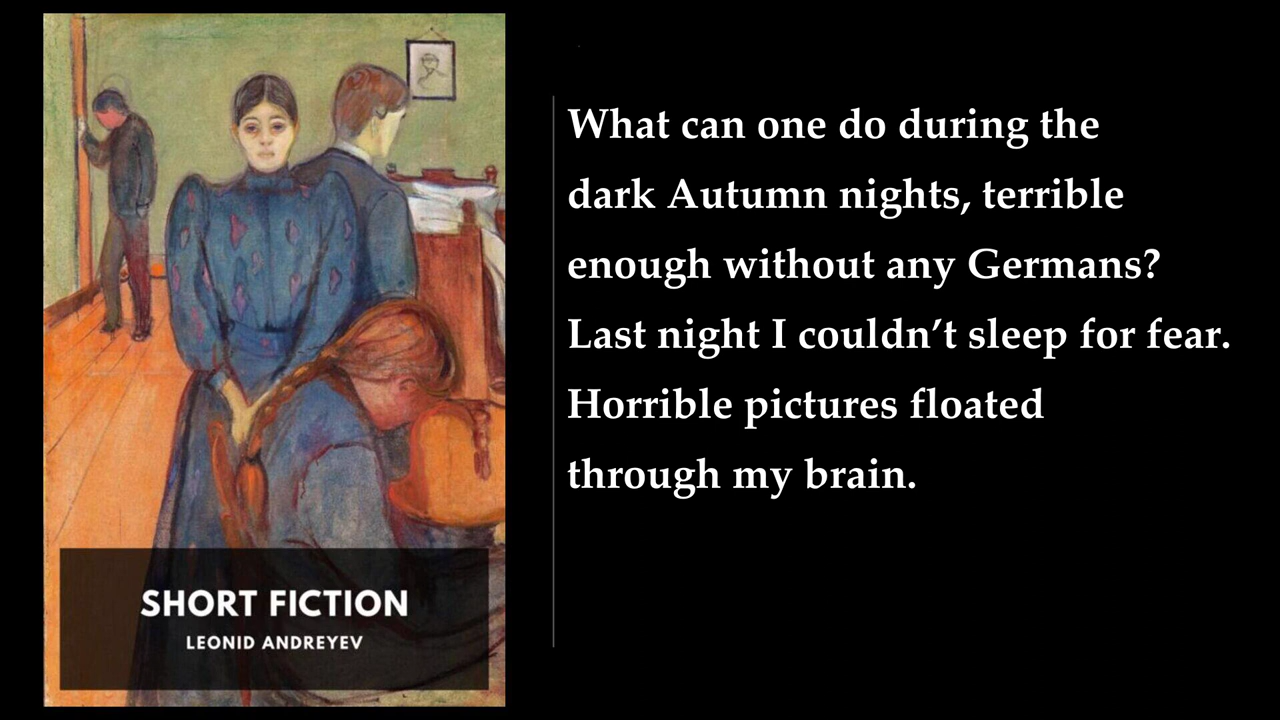 What can one do during the
dark Autumn nights, terrible
enough without any Germans?
Last night I couldn’t sleep for fear.
Horrible pictures floated
through my brain.
SHORT FICTION
LEONID ANDREYEV